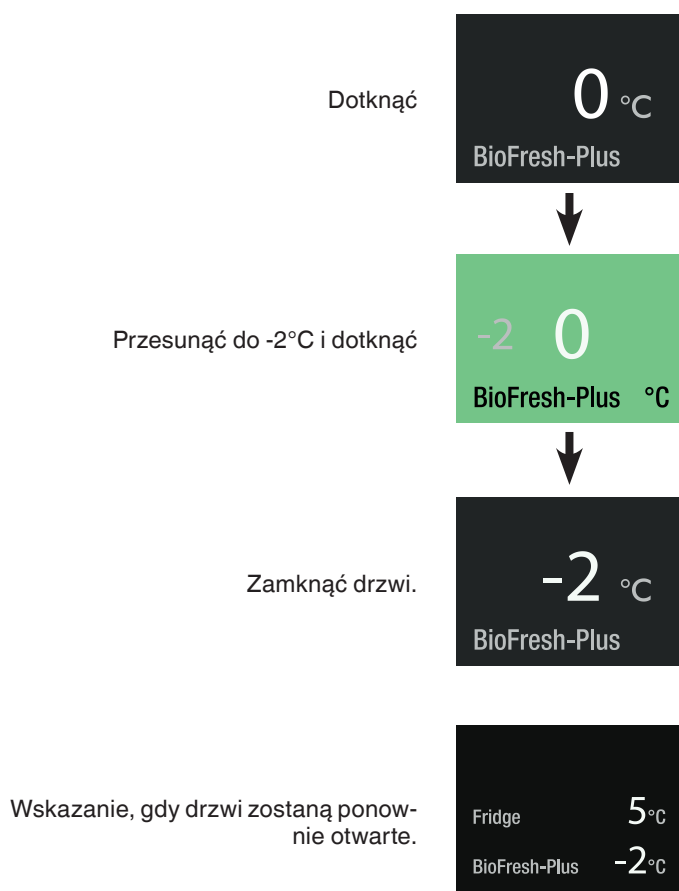 Dotknąć
0 °C
BioFresh-Plus
Przesunąć do -2°C i dotknąć
-2 0
BioFresh-Plus °C
Zamknąć drzwi.
-2 °C
BioFresh-Plus
Wskazanie, gdy drzwi zostaną ponow-
nie otwarte.
Fridge 5°C
BioFresh-Plus -2°C